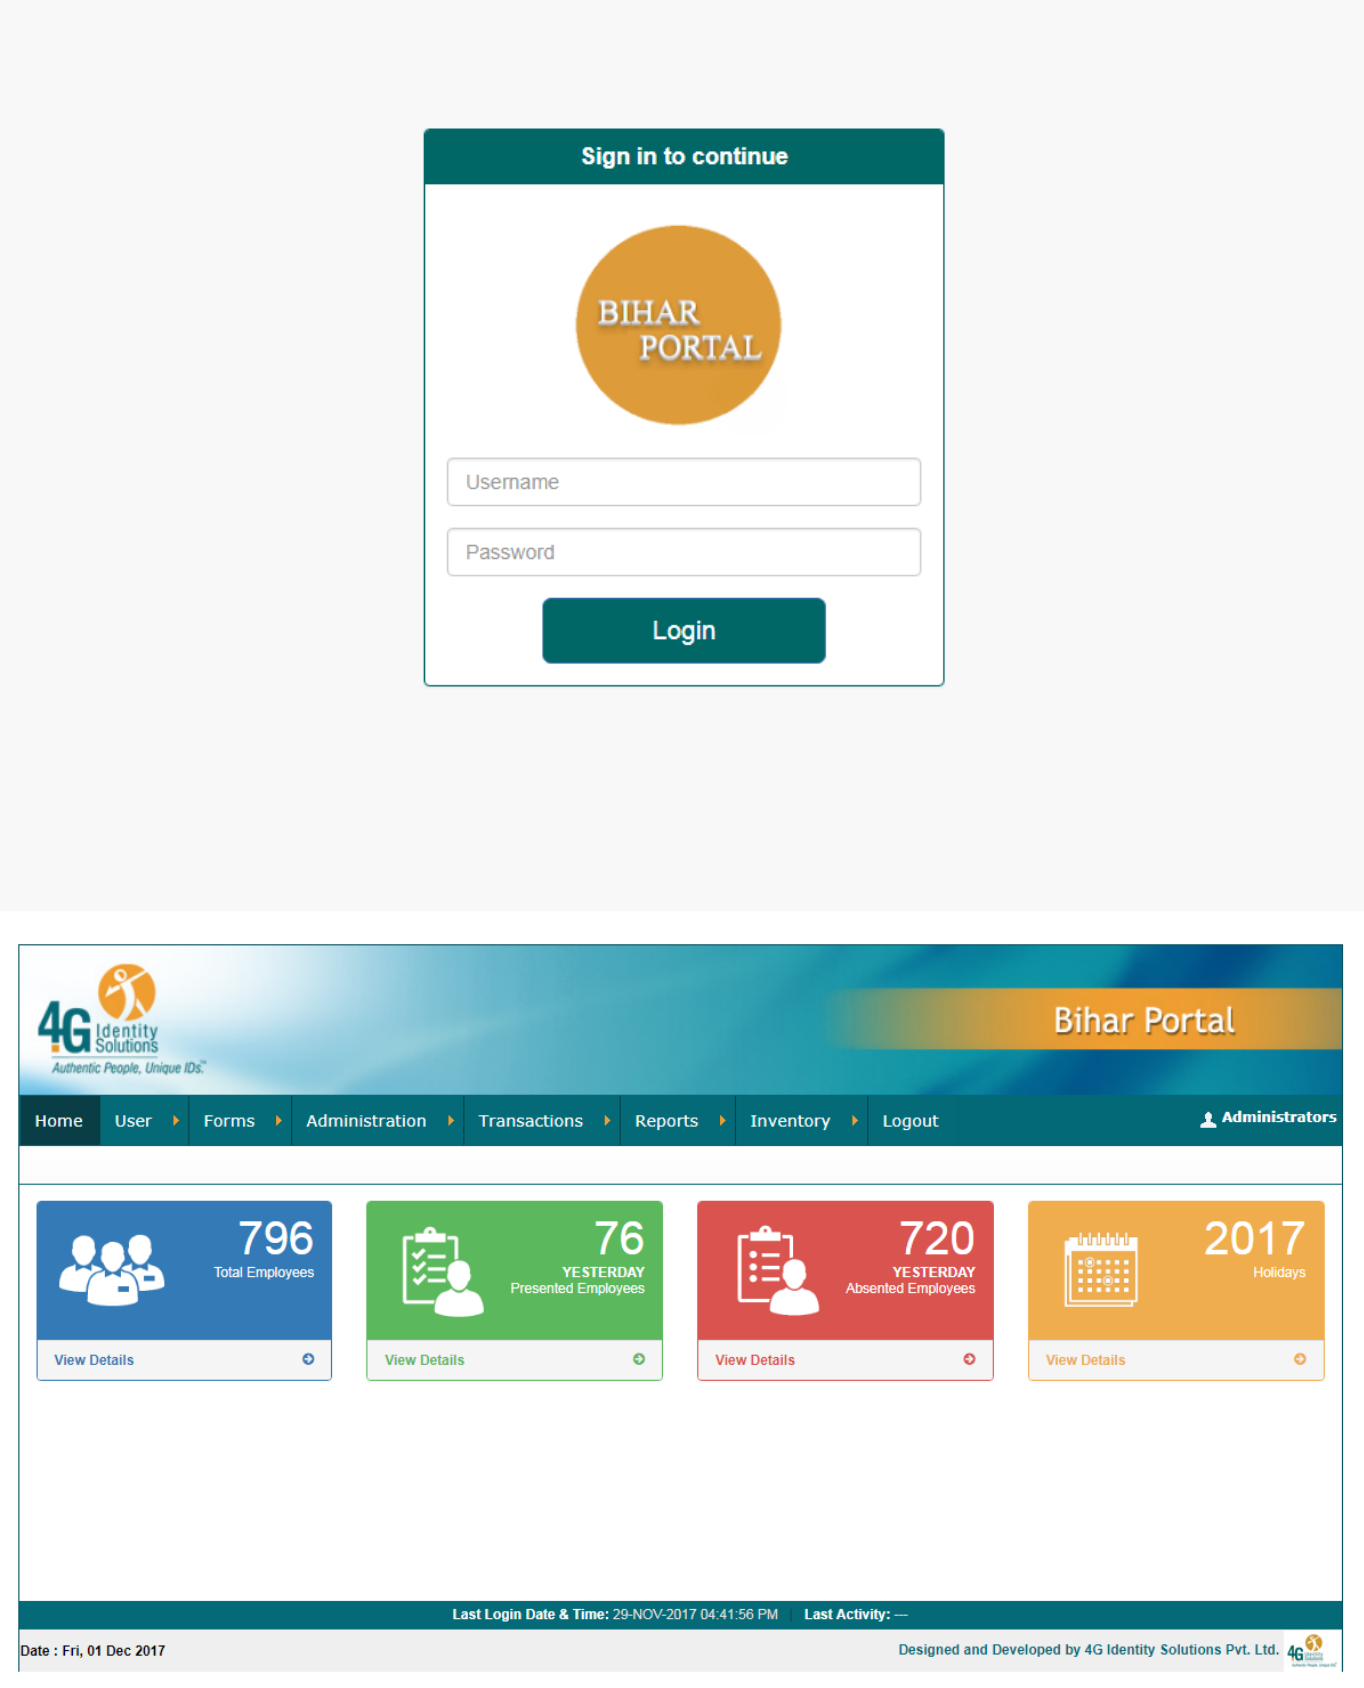 Sign in to continue
BIHAR
PORTAL
Username
Password
Login
4G Identity
Solutions
Authentic People, Unique IDs.™
Bihar Portal
Home User Forms Administration Transactions Reports Inventory Logout Administrators
796
Total Employees
View Details
76
YESTERDAY
Presented Employees
View Details
720
YESTERDAY
Absented Employees
View Details
2017
Holidays
View Details
Last Login Date & Time: 29-NOV-2017 04:41:56 PM | Last Activity: ---
Date : Fri, 01 Dec 2017
Designed and Developed by 4G Identity Solutions Pvt. Ltd.
4G